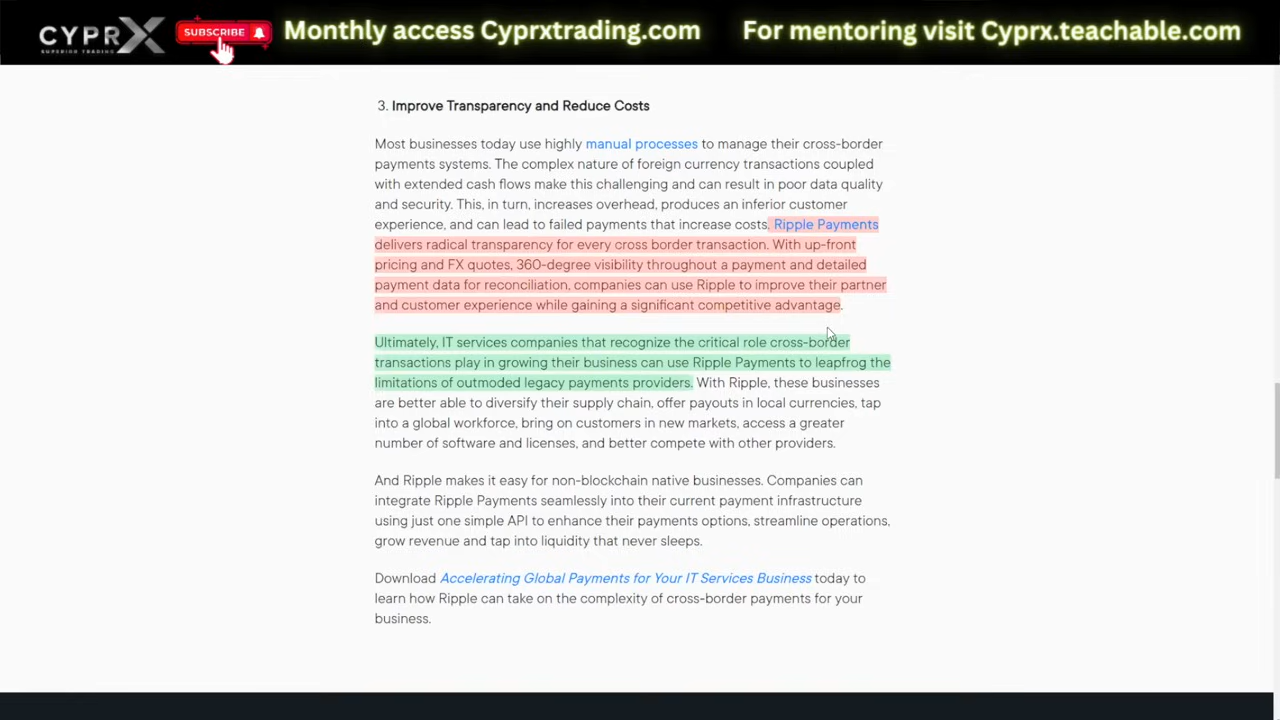 CYPRX
SUPERIOR TRADING
SUBSCRIBE
Monthly access Cyprxtrading.com
For mentoring visit Cyprx.teachable.com
3. Improve Transparency and Reduce Costs
Most businesses today use highly manual processes to manage their cross-border
payments systems. The complex nature of foreign currency transactions coupled
with extended cash flows make this challenging and can result in poor data quality
and security. This, in turn, increases overhead, produces an inferior customer
experience, and can lead to failed payments that increase costs. Ripple Payments
delivers radical transparency for every cross border transaction. With up-front
pricing and FX quotes, 360-degree visibility throughout a payment and detailed
payment data for reconciliation, companies can use Ripple to improve their partner
and customer experience while gaining a significant competitive advantage.
Ultimately, IT services companies that recognize the critical role cross-border
transactions play in growing their business can use Ripple Payments to leapfrog the
limitations of outmoded legacy payments providers. With Ripple, these businesses
are better able to diversify their supply chain, offer payouts in local currencies, tap
into a global workforce, bring on customers in new markets, access a greater
number of software and licenses, and better compete with other providers.
And Ripple makes it easy for non-blockchain native businesses. Companies can
integrate Ripple Payments seamlessly into their current payment infrastructure
using just one simple API to enhance their payments options, streamline operations,
grow revenue and tap into liquidity that never sleeps.
Download Accelerating Global Payments for Your IT Services Business today to
learn how Ripple can take on the complexity of cross-border payments for your
business.